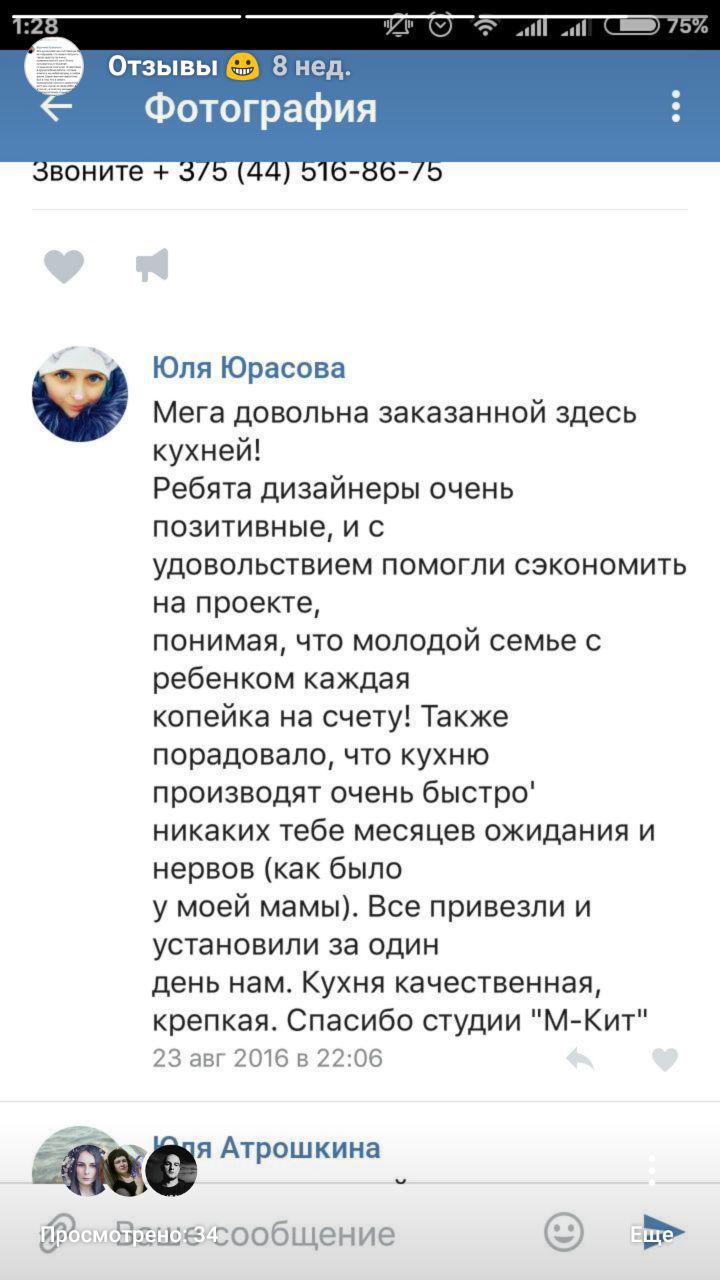 1:28
75%
Отзывы 😀 8 нед.
Фотография
Звоните + 375 (44) 516-86-75
Юля Юрасова
Мега довольна заказанной здесь
кухней!
Ребята дизайнеры очень
позитивные, и с
удовольствием помогли сэкономить
на проекте,
понимая, что молодой семье с
ребенком каждая
копейка на счету! Также
порадовало, что кухню
производят очень быстро'
никаких тебе месяцев ожидания и
нервов (как было
у моей мамы). Все привезли и
установили за один
день нам. Кухня качественная,
крепкая. Спасибо студии "М-Кит"
23 авг 2016 в 22:06
Юля Атрошкина
Просмотрено: 34
Ваше сообщение
Еще